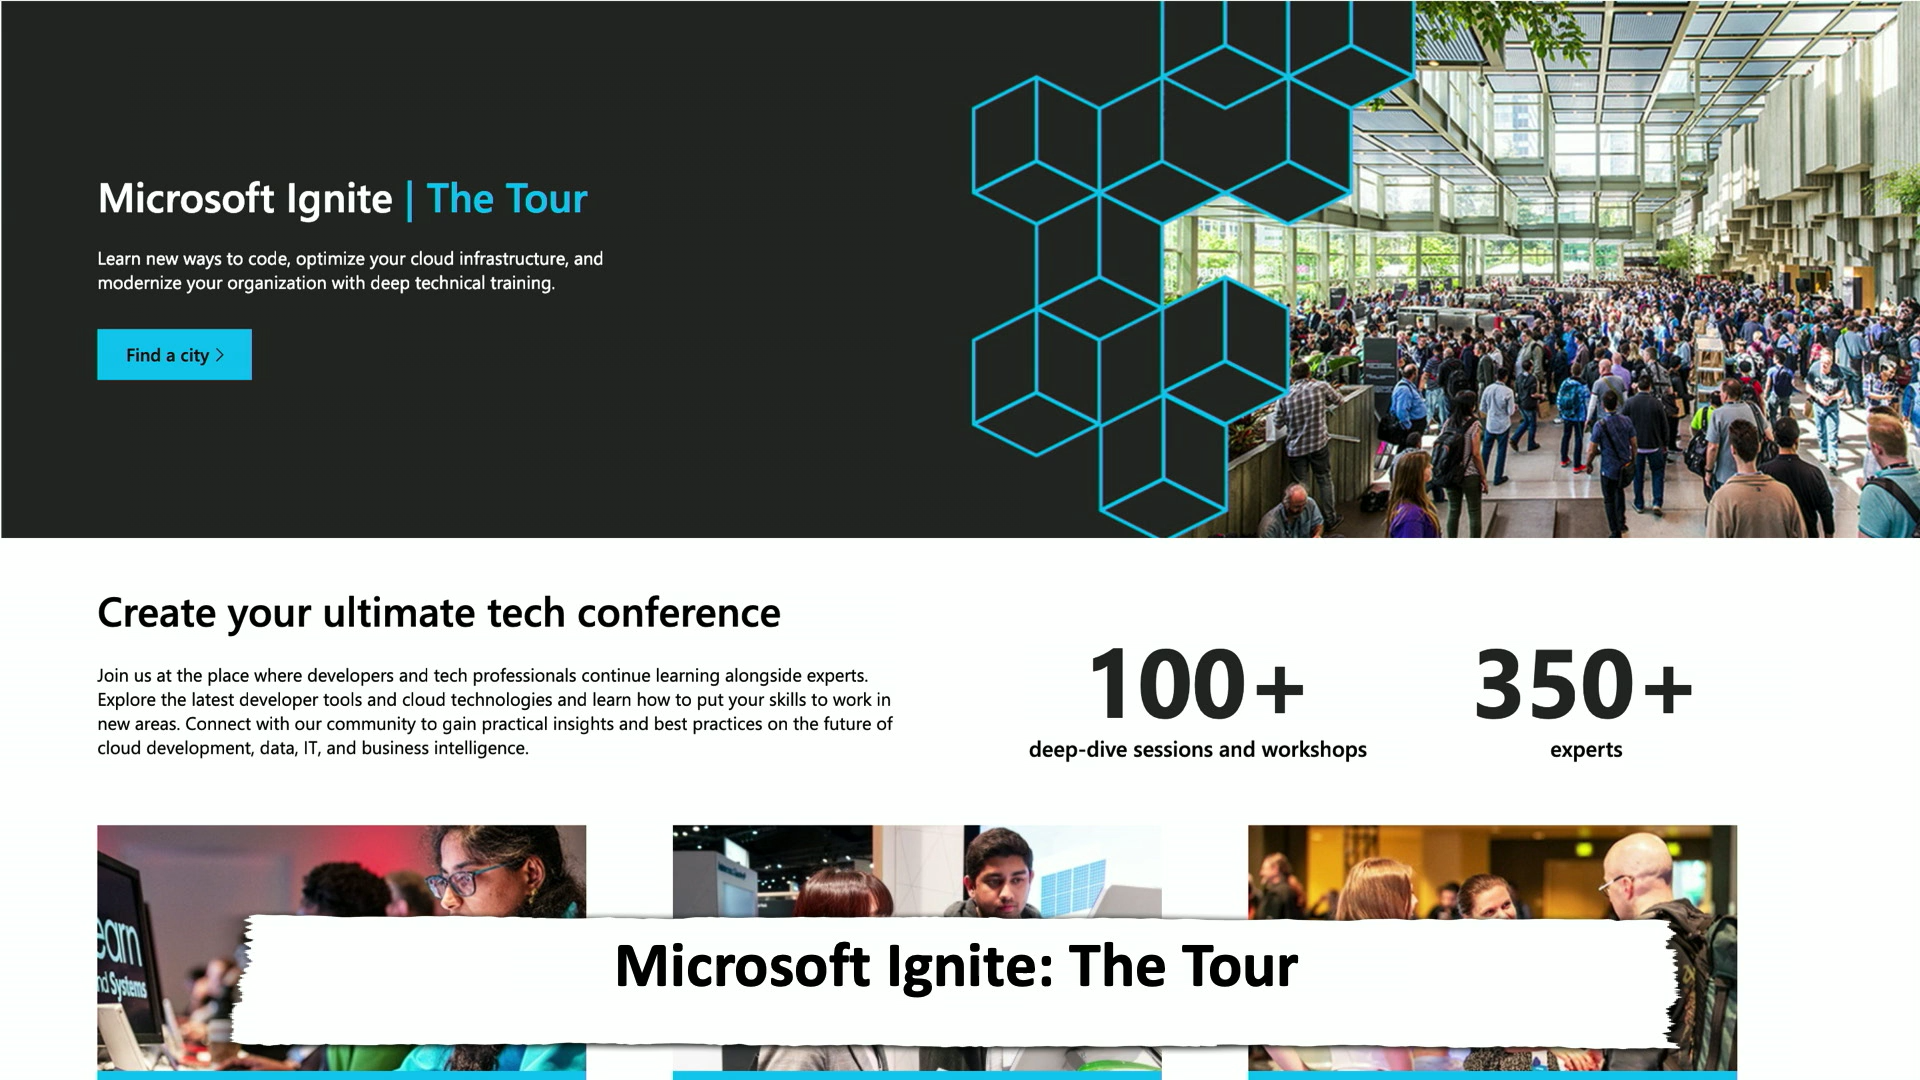 Microsoft Ignite | The Tour
Learn new ways to code, optimize your cloud infrastructure, and
modernize your organization with deep technical training.
Find a city >
Create your ultimate tech conference
Join us at the place where developers and tech professionals continue learning alongside experts.
Explore the latest developer tools and cloud technologies and learn how to put your skills to work in
new areas. Connect with our community to gain practical insights and best practices on the future of
cloud development, data, IT, and business intelligence.
100+
deep-dive sessions and workshops
350+
experts
earn
nd Systems
Microsoft Ignite: The Tour